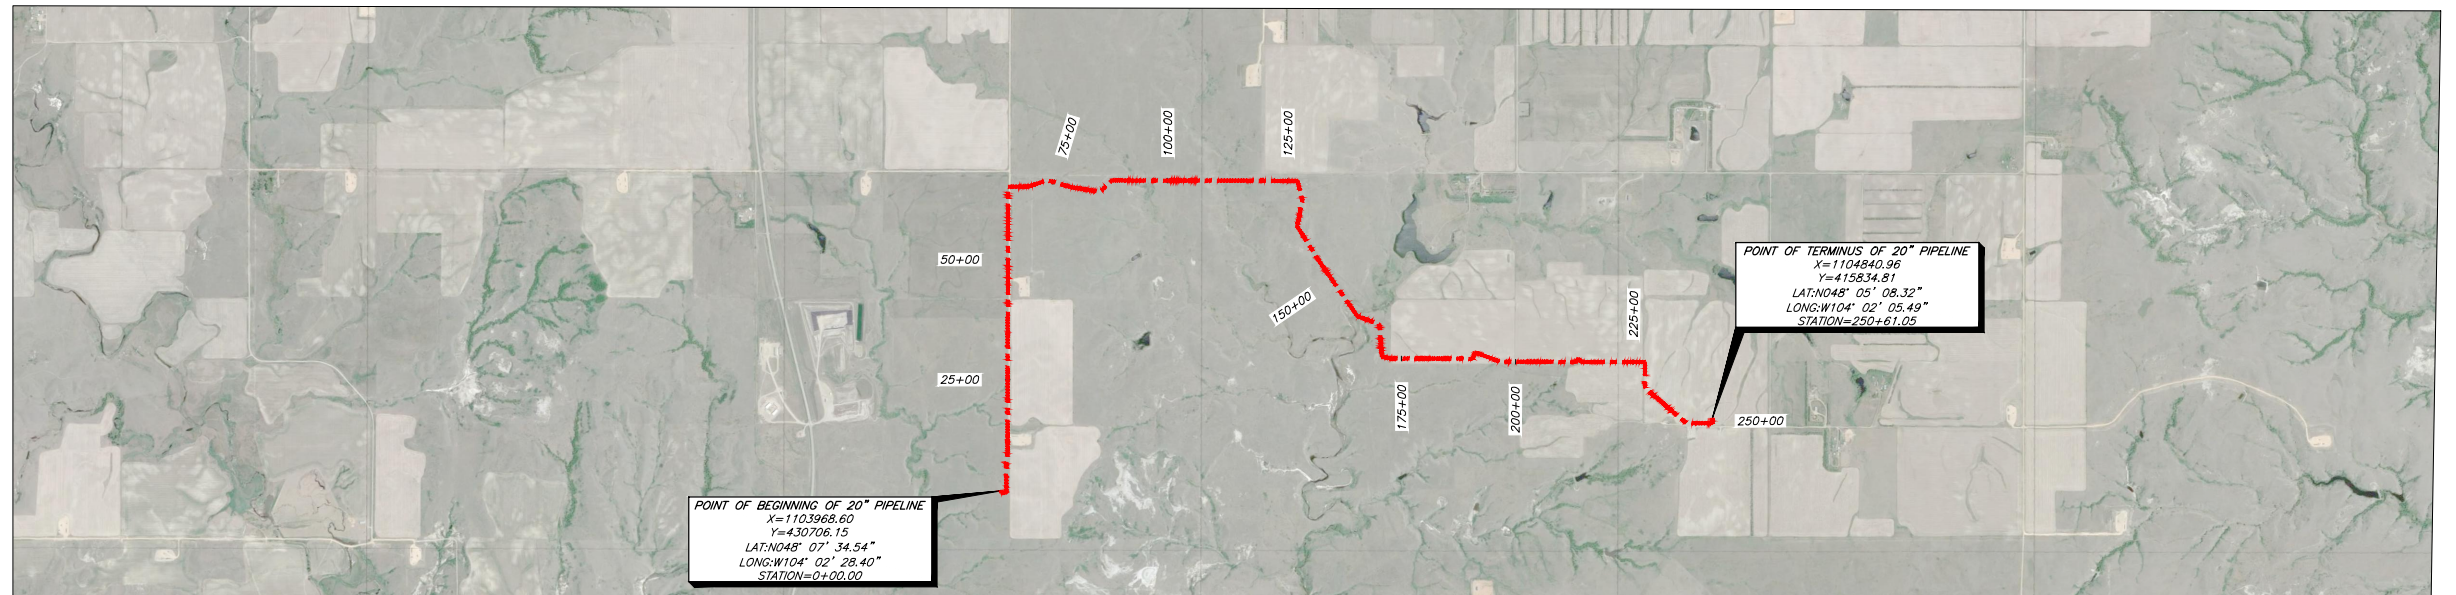 75+00
100+00
125+00
50+00
25+00
150+00
175+00
200+00
225+00
250+00
POINT OF TERMINUS OF 20" PIPELINE
X=1104840.96
Y=415834.81
LAT:N048° 05' 08.32"
LONG:W104° 02' 05.49"
STATION=250+61.05
POINT OF BEGINNING OF 20" PIPELINE
X=1103968.60
Y=430706.15
LAT:N048° 07' 34.54"
LONG:W104° 02' 28.40"
STATION=0+00.00